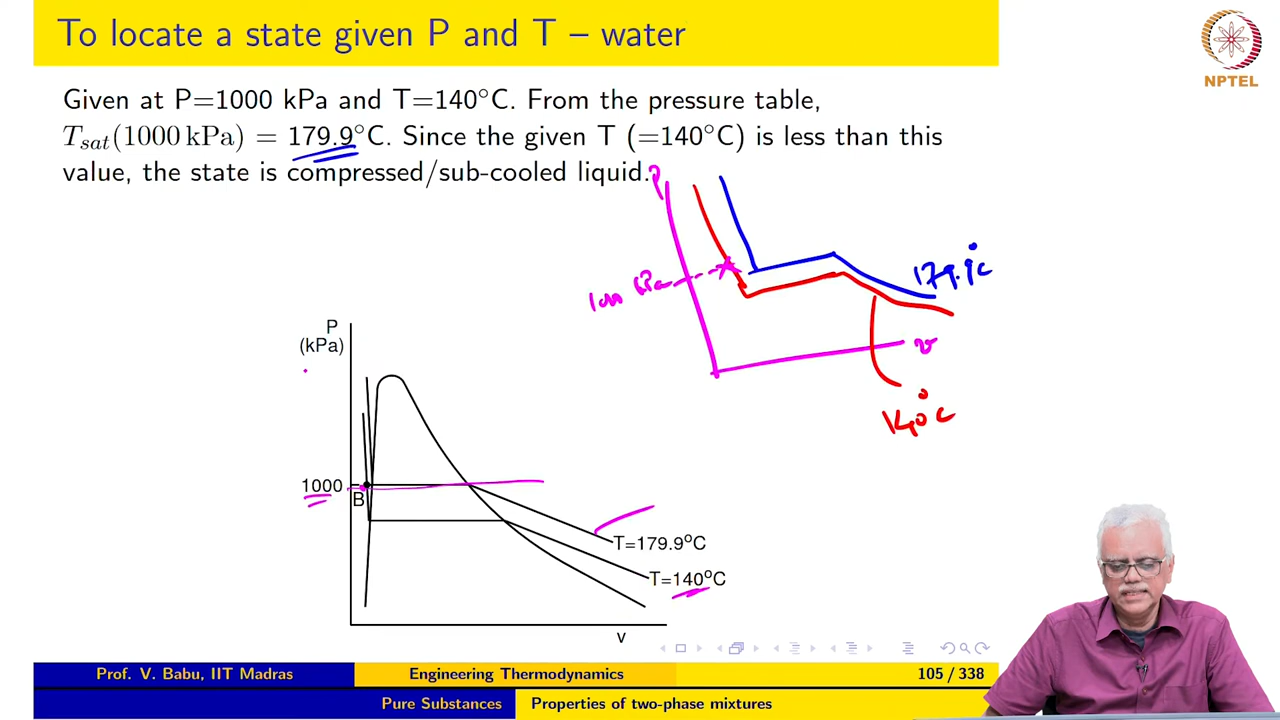 To locate a state given P and T – water
NPTEL
Given at P=1000 kPa and T=140°C. From the pressure table,
T_sat(1000 kPa) = 179.9°C. Since the given T (=140°C) is less than this
value, the state is compressed/sub-cooled liquid.
P
179.9°C
kPa
v
140°C
P
(kPa)
1000
B
T=179.9°C
T=140°C
v
Prof. V. Babu, IIT Madras
Engineering Thermodynamics
105 / 338
Pure Substances
Properties of two-phase mixtures